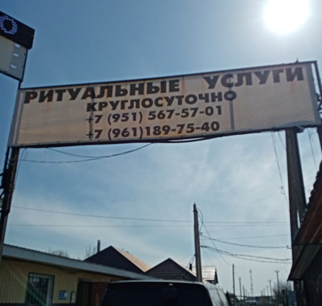 РИТУАЛЬНЫЕ УСЛУГИ
КРУГЛОСУТОЧНО
+7 (951) 567-57-01
+7 (961)189-75-40